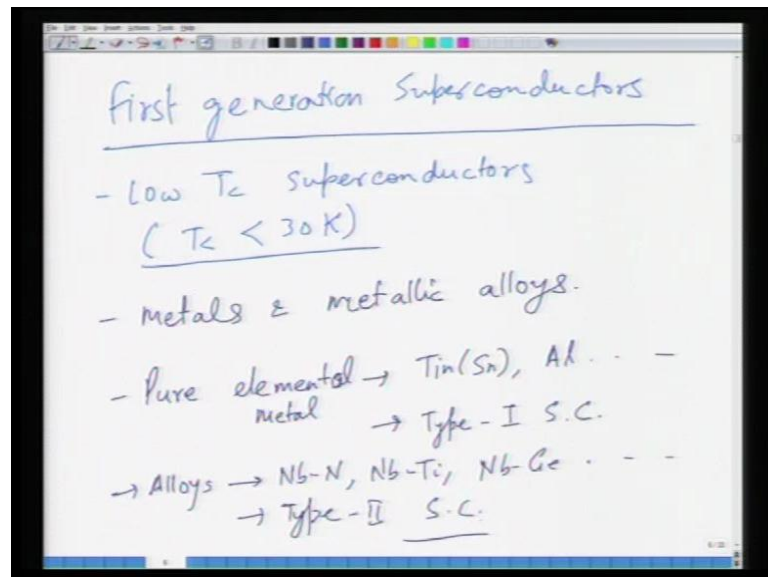 First generation Superconductors
- Low Tc superconductors
( Tc < 30K)
- metals & metallic alloys.
- Pure elemental → Tin(Sn), Al . . -
metal → Type-I S.C.
→ Alloys → Nb-N, Nb-Ti, Nb-Ge . - -
→ Type-II S.C.